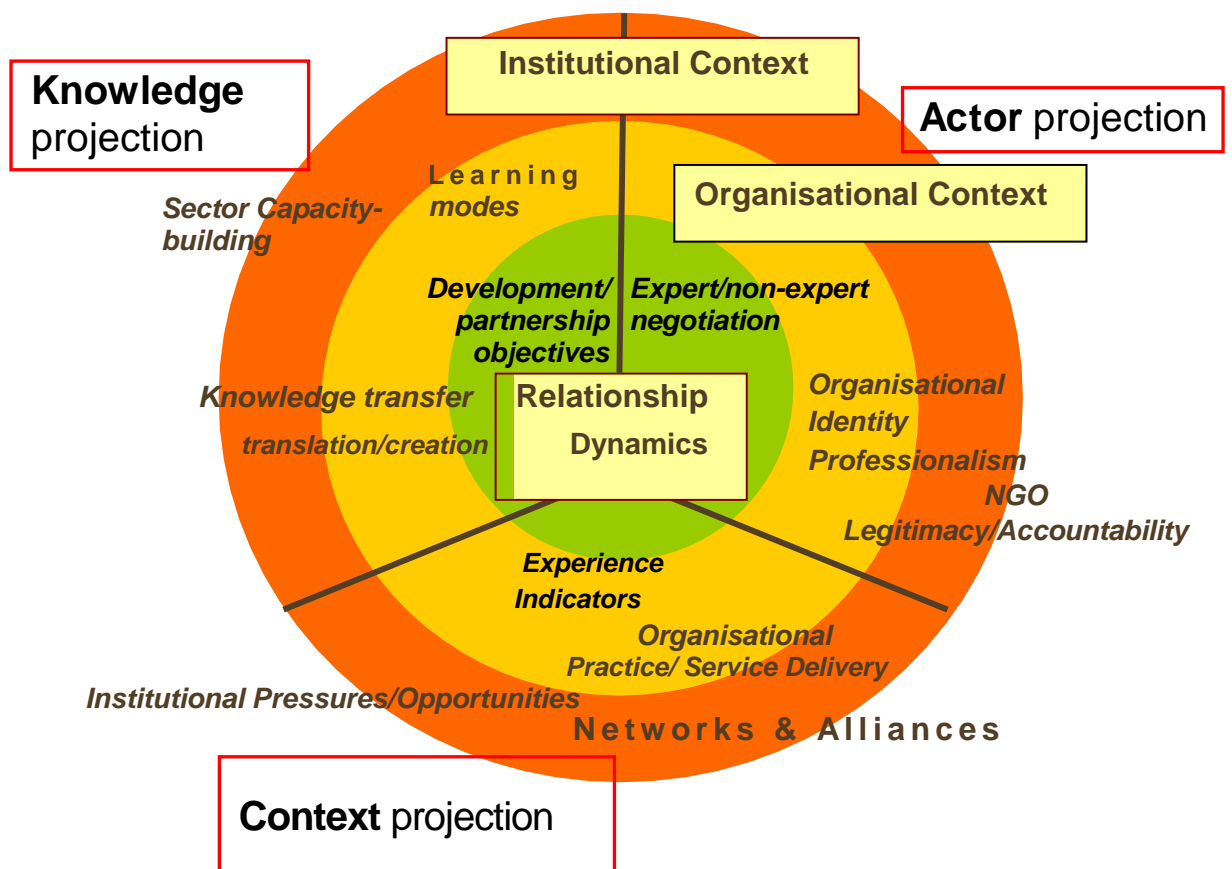 Institutional Context
Knowledge
projection
Actor projection
Learning
modes
Organisational Context
Sector Capacity-
building
Development/
partnership
objectives
Expert/non-expert
negotiation
Knowledge transfer
translation/creation
Relationship
Dynamics
Organisational
Identity
Professionalism
NGO
Legitimacy/Accountability
Experience
Indicators
Organisational
Practice/ Service Delivery
Institutional Pressures/Opportunities
Networks & Alliances
Context projection